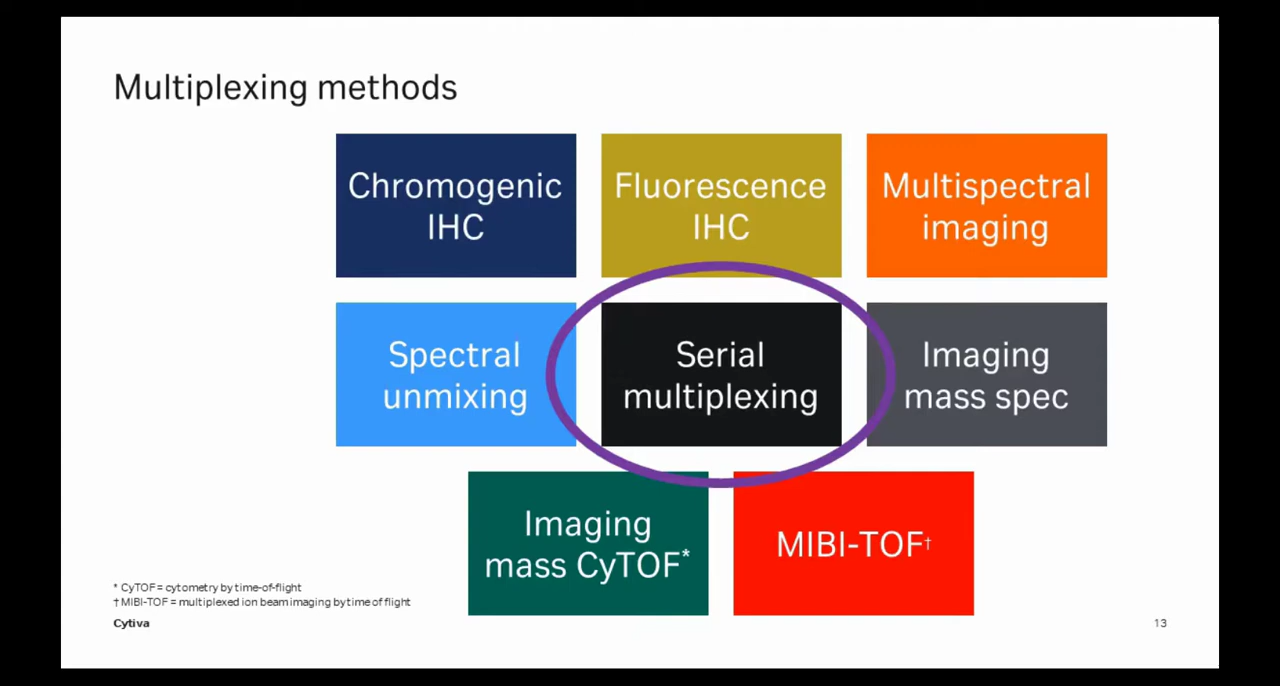 Multiplexing methods
Chromogenic
IHC
Fluorescence
IHC
Multispectral
imaging
Spectral
unmixing
Serial
multiplexing
Imaging
mass spec
Imaging
mass CyTOF*
MIBI-TOF†
* CyTOF = cytometry by time-of-flight
† MIBI-TOF = multiplexed ion beam imaging by time of flight
Cytiva
13